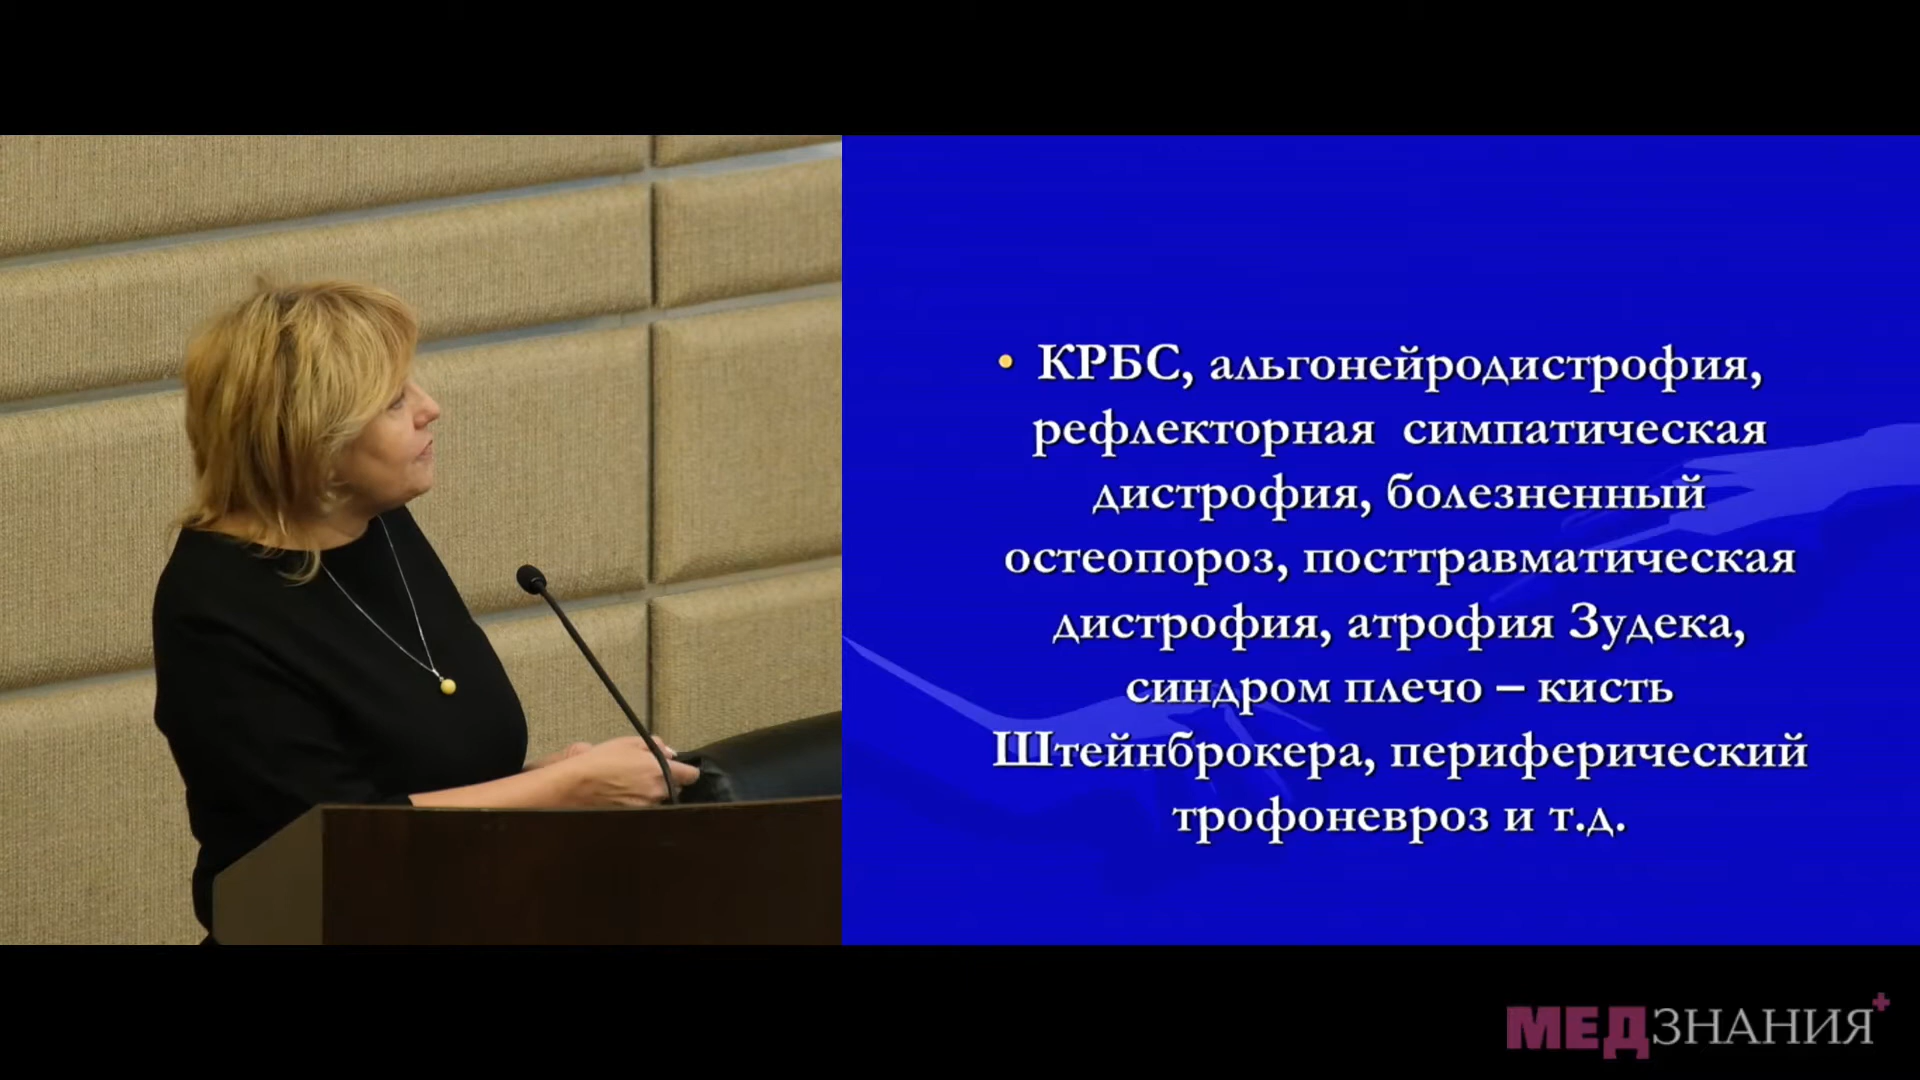 • КРБС, альгонейродистрофия,
рефлекторная симпатическая
дистрофия, болезненный
остеопороз, посттравматическая
дистрофия, атрофия Зудека,
синдром плечо – кисть
Штейнброкера, периферический
трофоневроз и т.д.
МЕДЗНАНИЯ+